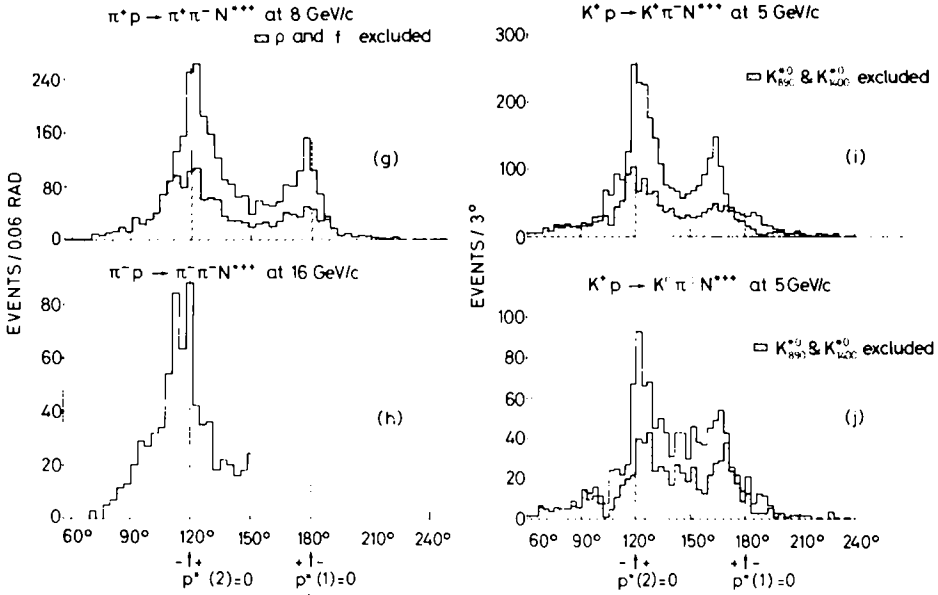 π⁺p → π⁺π⁻N*⁺⁺ at 8 GeV/c
ρ and f excluded
240
160
80
0
(g)
EVENTS / 0.06 RAD
π⁻p → π⁻π⁻N*⁺⁺ at 16 GeV/c
80
60
40
20
0
(h)
60° 90° 120° 150° 180° 210° 240°
- +
+ -
p*(2)=0
p*(1)=0
K⁺p → K⁺π⁻N*⁺⁺ at 5 GeV/c
300
200
100
0
K*⁰890 & K*⁰1400 excluded
(i)
EVENTS / 3°
K⁺p → K π N*⁺⁺ at 5 GeV/c
100
80
60
40
20
0
K*⁰890 & K*⁰1400 excluded
(j)
60° 90° 120° 150° 180° 210° 240°
- +
+ -
p*(2)=0
p*(1)=0